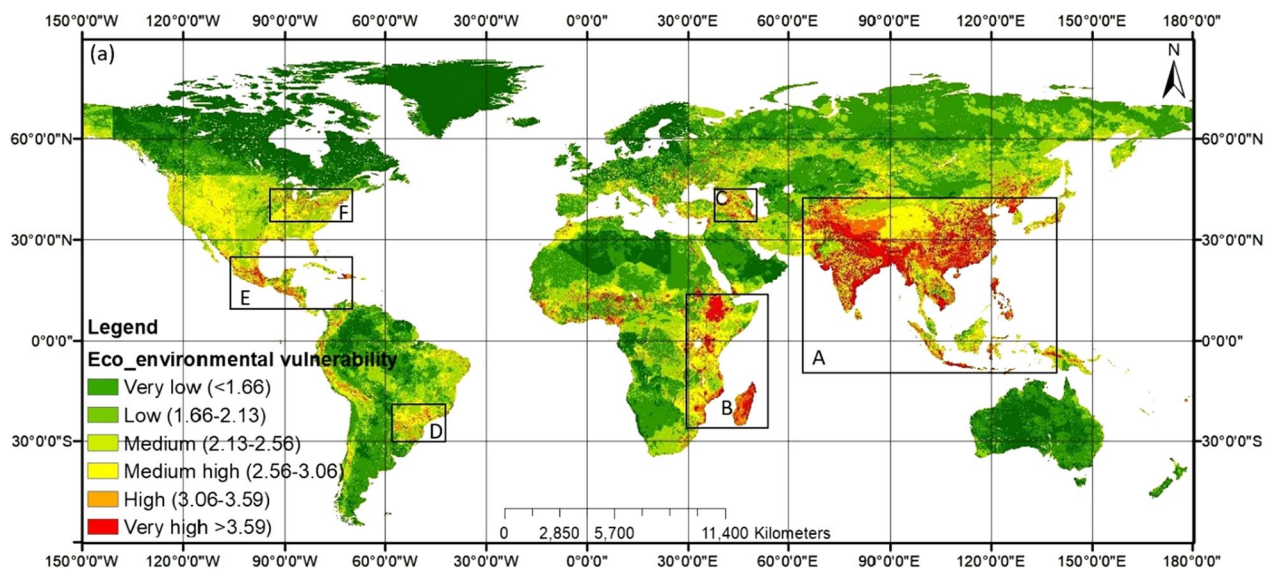 150°0'0" 120°0'0" 90°0'0" 60°0'0" 30°0'0" 0°0'0" 30°0'0" 60°0'0" 90°0'0" 120°0'0" 150°0'0" 180°0'0"
(a)
N
60°0'0"N 60°0'0"N
C
F
30°0'0"N 30°0'0"N
E
Legend
0°0'0" 0°0'0"
A
Eco_environmental vulnerability
Very low (<1.66)
B
Low (1.66-2.13)
D
30°0'0"S 30°0'0"S
Medium (2.13-2.56)
Medium high (2.56-3.06)
High (3.06-3.59)
Very high >3.59
0 2,850 5,700 11,400 Kilometers
150°0'0" 120°0'0" 90°0'0" 60°0'0" 30°0'0" 0°0'0" 30°0'0" 60°0'0" 90°0'0" 120°0'0" 150°0'0" 180°0'0"